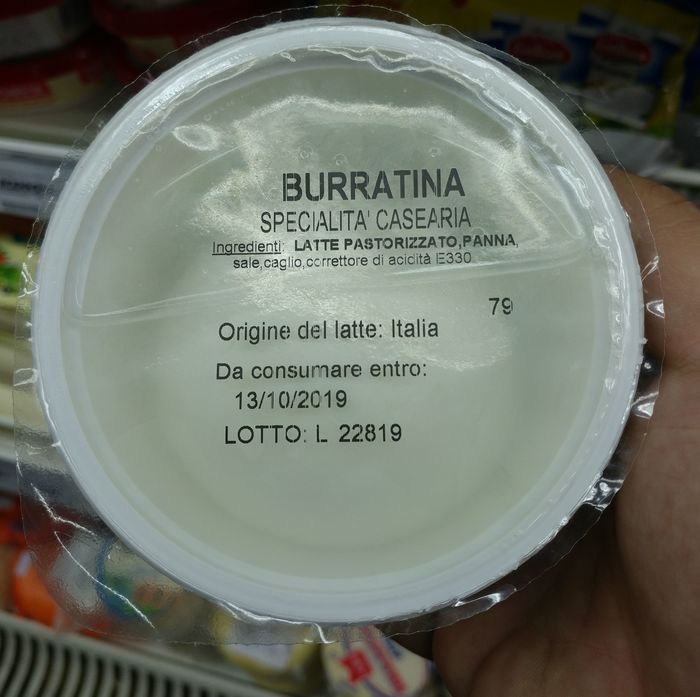 BURRATINA
SPECIALITA' CASEARIA
Ingredienti: LATTE PASTORIZZATO,PANNA,
sale,caglio,correttore di acidità E330
79
Origine del latte: Italia
Da consumare entro:
13/10/2019
LOTTO: L 22819